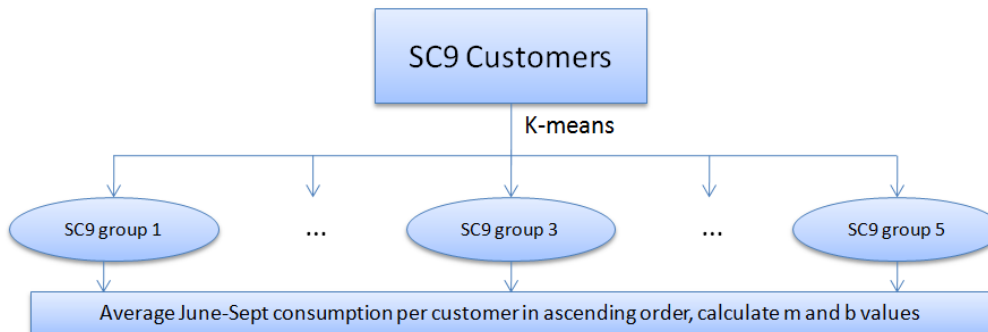 SC9 Customers
K-means
SC9 group 1
...
SC9 group 3
...
SC9 group 5
Average June-Sept consumption per customer in ascending order, calculate m and b values